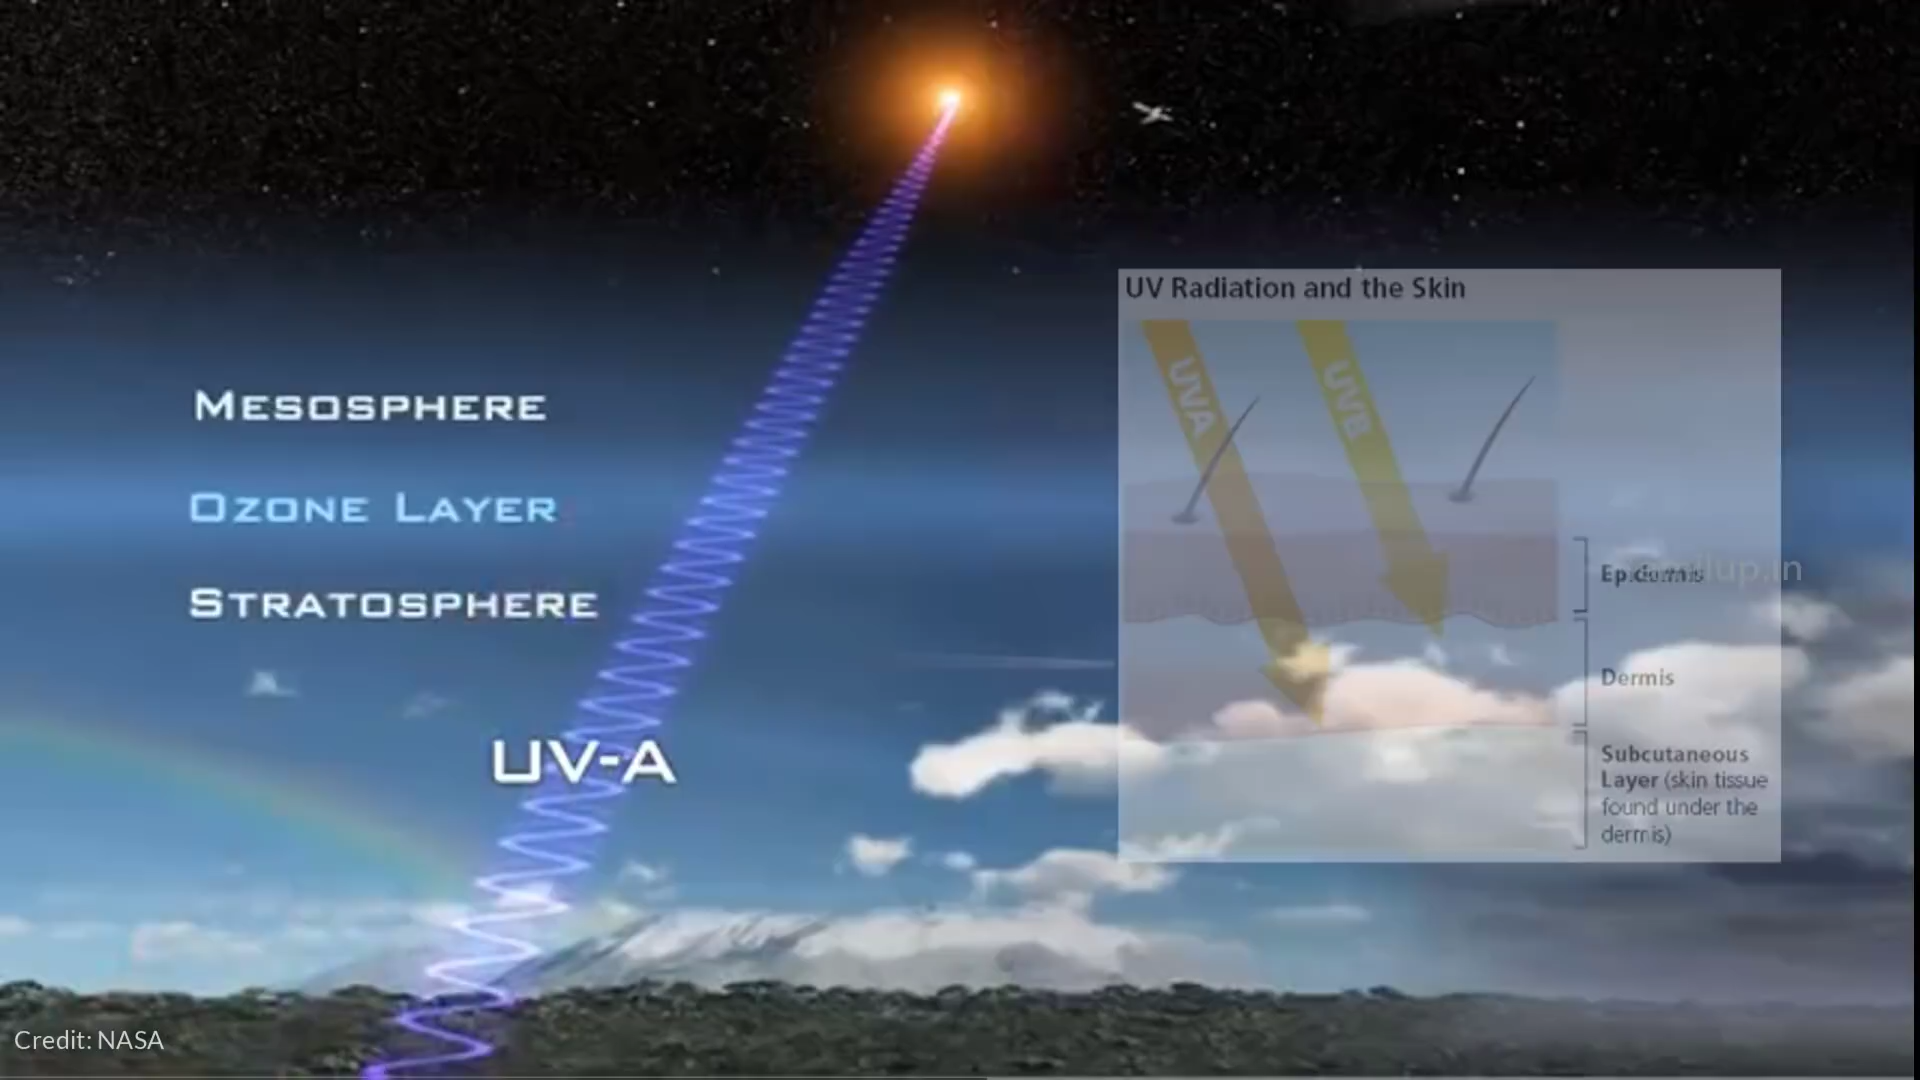 MESOSPHERE
OZONE LAYER
STRATOSPHERE
UV-A
UV Radiation and the Skin
UVA
UVB
Epidermis
Dermis
Subcutaneous
Layer (skin tissue
found under the
dermis)
Credit: NASA